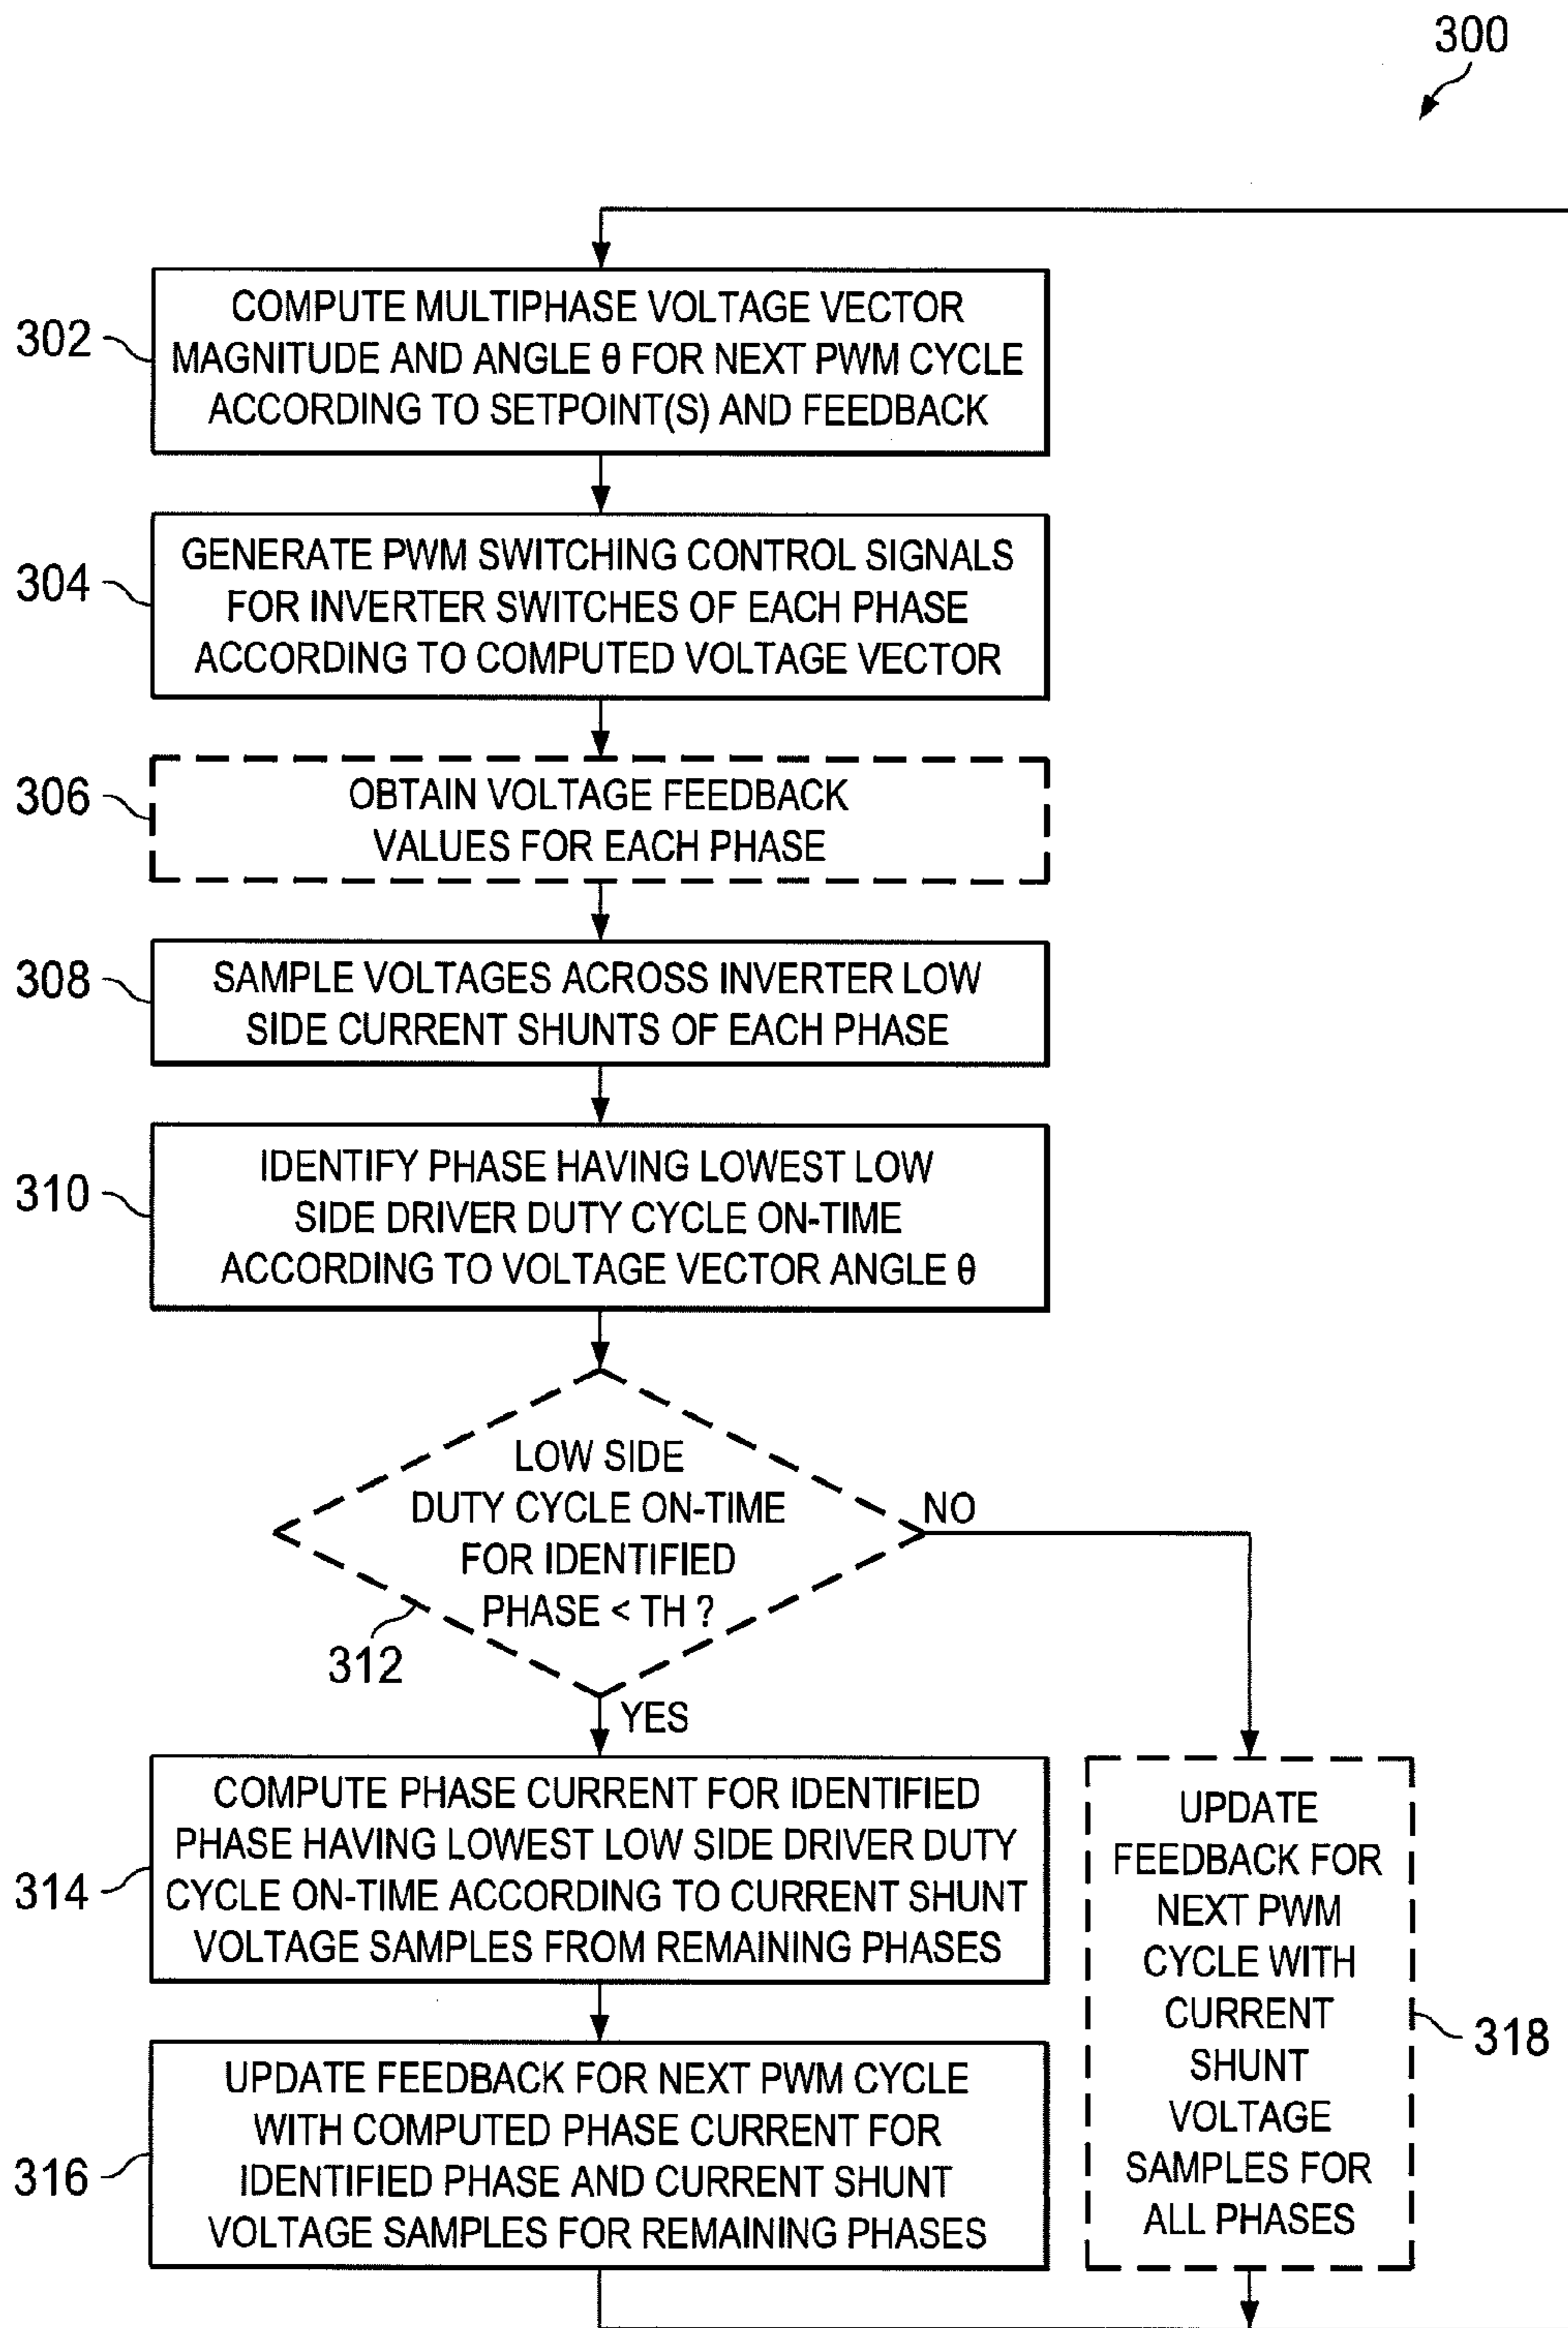 300
302
COMPUTE MULTIPHASE VOLTAGE VECTOR
MAGNITUDE AND ANGLE θ FOR NEXT PWM CYCLE
ACCORDING TO SETPOINT(S) AND FEEDBACK
304
GENERATE PWM SWITCHING CONTROL SIGNALS
FOR INVERTER SWITCHES OF EACH PHASE
ACCORDING TO COMPUTED VOLTAGE VECTOR
306
OBTAIN VOLTAGE FEEDBACK
VALUES FOR EACH PHASE
308
SAMPLE VOLTAGES ACROSS INVERTER LOW
SIDE CURRENT SHUNTS OF EACH PHASE
310
IDENTIFY PHASE HAVING LOWEST LOW
SIDE DRIVER DUTY CYCLE ON-TIME
ACCORDING TO VOLTAGE VECTOR ANGLE θ
LOW SIDE
DUTY CYCLE ON-TIME
FOR IDENTIFIED
PHASE < TH ?
312
NO
YES
314
COMPUTE PHASE CURRENT FOR IDENTIFIED
PHASE HAVING LOWEST LOW SIDE DRIVER DUTY
CYCLE ON-TIME ACCORDING TO CURRENT SHUNT
VOLTAGE SAMPLES FROM REMAINING PHASES
316
UPDATE FEEDBACK FOR NEXT PWM CYCLE
WITH COMPUTED PHASE CURRENT FOR
IDENTIFIED PHASE AND CURRENT SHUNT
VOLTAGE SAMPLES FOR REMAINING PHASES
UPDATE
FEEDBACK FOR
NEXT PWM
CYCLE WITH
CURRENT
SHUNT
VOLTAGE
SAMPLES FOR
ALL PHASES
318